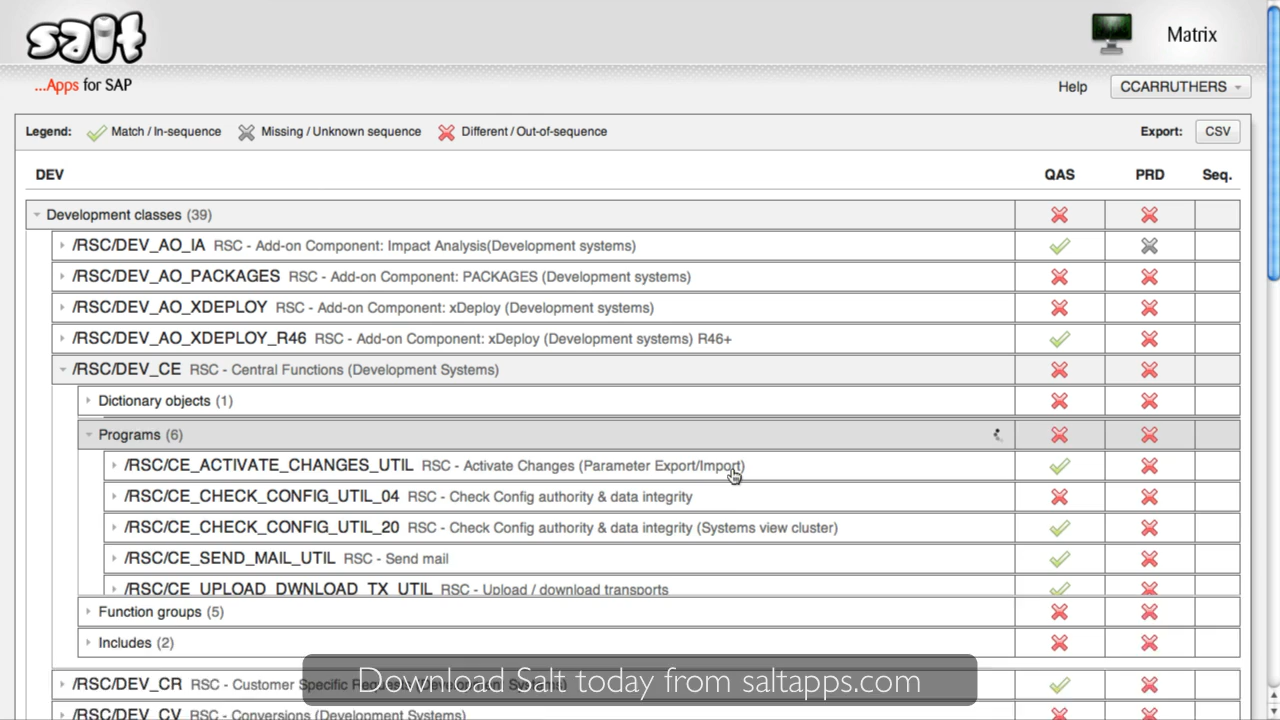 salt
Matrix
...Apps for SAP
Help CCARRUTHERS
Legend: Match / In-sequence Missing / Unknown sequence Different / Out-of-sequence Export: CSV
DEV QAS PRD Seq.
Development classes (39)
/RSC/DEV_AO_IA RSC - Add-on Component: Impact Analysis(Development systems)
/RSC/DEV_AO_PACKAGES RSC - Add-on Component: PACKAGES (Development systems)
/RSC/DEV_AO_XDEPLOY RSC - Add-on Component: xDeploy (Development systems)
/RSC/DEV_AO_XDEPLOY_R46 RSC - Add-on Component: xDeploy (Development systems) R46+
/RSC/DEV_CE RSC - Central Functions (Development Systems)
Dictionary objects (1)
Programs (6)
/RSC/CE_ACTIVATE_CHANGES_UTIL RSC - Activate Changes (Parameter Export/Import)
/RSC/CE_CHECK_CONFIG_UTIL_04 RSC - Check Config authority & data integrity
/RSC/CE_CHECK_CONFIG_UTIL_20 RSC - Check Config authority & data integrity (Systems view cluster)
/RSC/CE_SEND_MAIL_UTIL RSC - Send mail
/RSC/CE_UPLOAD_DWNLOAD_TX_UTIL RSC - Upload / download transports
Function groups (5)
Includes (2)
/RSC/DEV_CR RSC - Customer Specific Requests (Development Systems)
Download Salt today from saltapps.com
/RSC/DEV_CV RSC - Conversions (Development Systems)